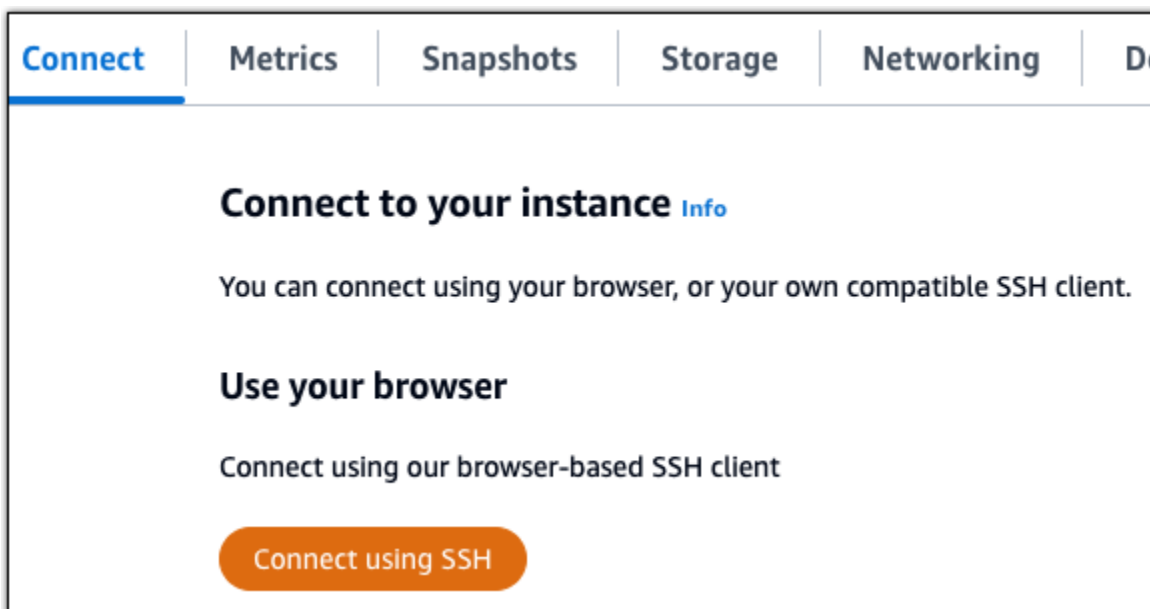 Connect Metrics Snapshots Storage Networking
Connect to your instance Info
You can connect using your browser, or your own compatible SSH client.
Use your browser
Connect using our browser-based SSH client
Connect using SSH